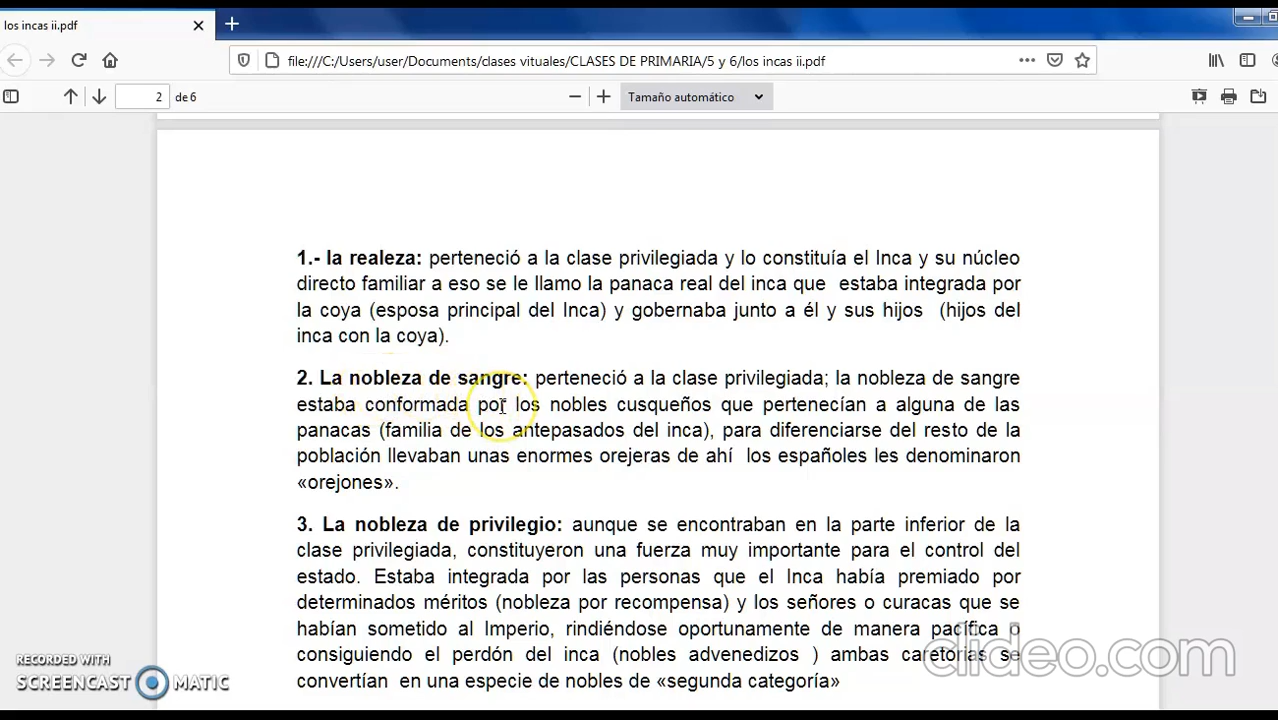 los incas ii.pdf
file:///C:/Users/user/Documents/clases vituales/CLASES DE PRIMARIA/5 y 6/los incas ii.pdf
2 de 6
Tamaño automático
1.- la realeza: perteneció a la clase privilegiada y lo constituía el Inca y su núcleo
directo familiar a eso se le llamo la panaca real del inca que estaba integrada por
la coya (esposa principal del Inca) y gobernaba junto a él y sus hijos (hijos del
inca con la coya).
2. La nobleza de sangre: perteneció a la clase privilegiada; la nobleza de sangre
estaba conformada por los nobles cusqueños que pertenecían a alguna de las
panacas (familia de los antepasados del inca), para diferenciarse del resto de la
población llevaban unas enormes orejeras de ahí los españoles les denominaron
«orejones».
3. La nobleza de privilegio: aunque se encontraban en la parte inferior de la
clase privilegiada, constituyeron una fuerza muy importante para el control del
estado. Estaba integrada por las personas que el Inca había premiado por
determinados méritos (nobleza por recompensa) y los señores o curacas que se
habían sometido al Imperio, rindiéndose oportunamente de manera pacífica o
consiguiendo el perdón del inca (nobles advenedizos ) ambas caretorias se
convertían en una especie de nobles de «segunda categoría»
clideo.com
RECORDED WITH
SCREENCAST MATIC